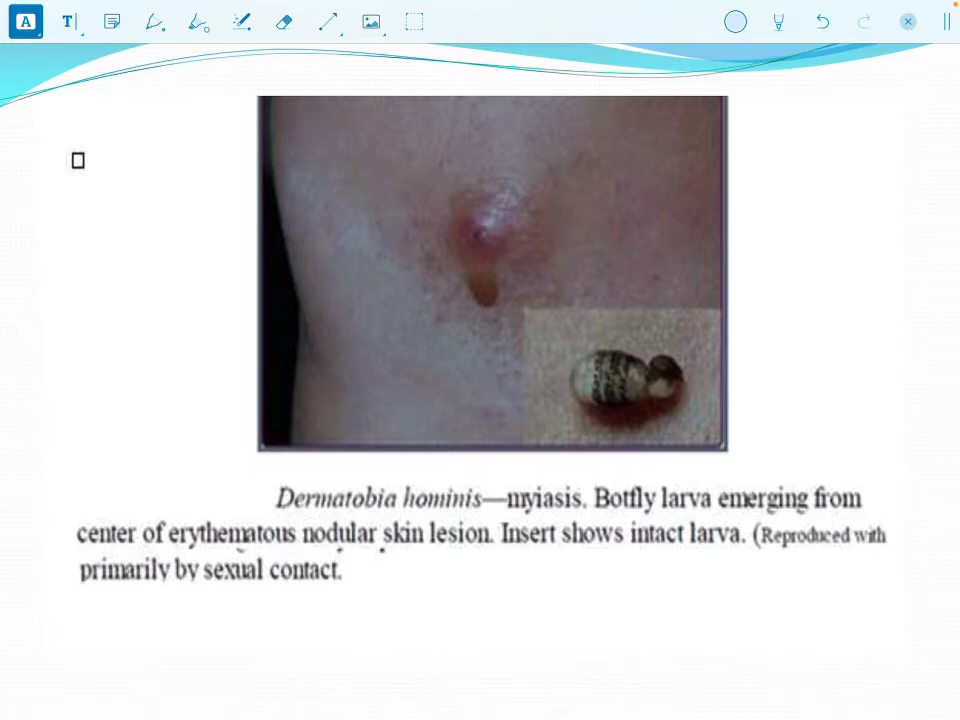 A
T
Dermatobia hominis—myiasis. Botfly larva emerging from
center of erythematous nodular skin lesion. Insert shows intact larva. (Reproduced with
primarily by sexual contact.